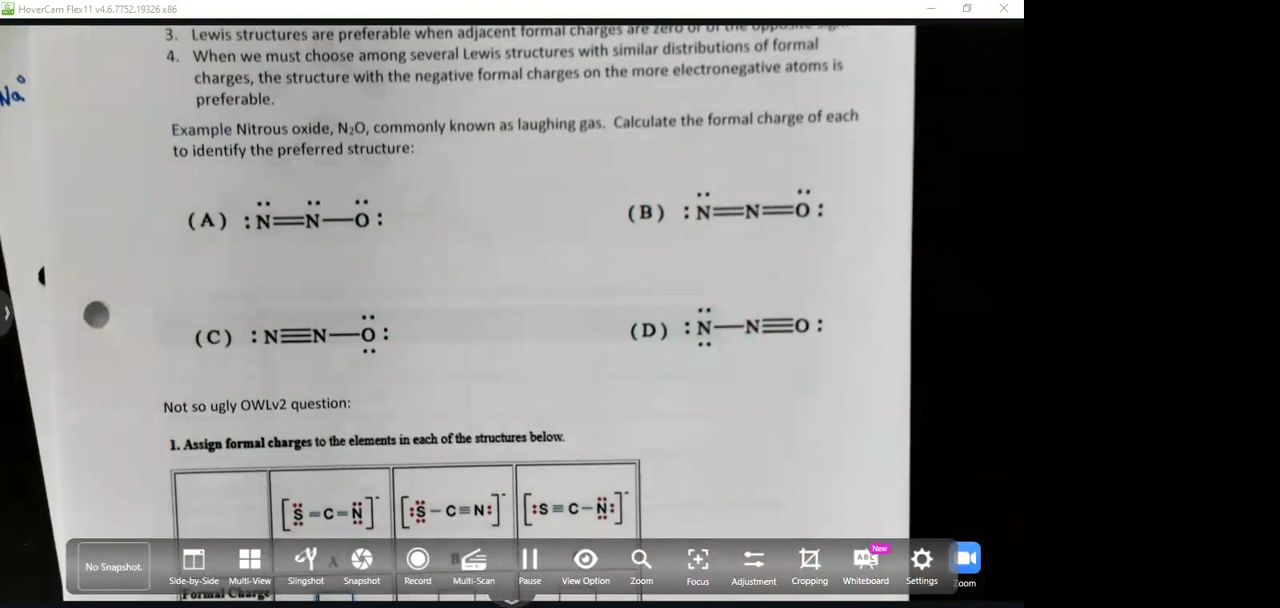 HoverCam Flex11 v4.6.7752.19326 x86
3. Lewis structures are preferable when adjacent formal charges are zero or of the opposite sign.
4. When we must choose among several Lewis structures with similar distributions of formal
charges, the structure with the negative formal charges on the more electronegative atoms is
preferable.
Na
Example Nitrous oxide, N₂O, commonly known as laughing gas. Calculate the formal charge of each
to identify the preferred structure:
(A) :N=N—O: (B) :N=N=O:
(C) :N≡N—O: (D) :N—N≡O:
Not so ugly OWLv2 question:
1. Assign formal charges to the elements in each of the structures below.
[S=C=N]⁻ [:S–C≡N:]⁻ [:S≡C–N:]⁻
A B
No Snapshot.
Side-by-Side Multi-View Slingshot Snapshot Record Multi-Scan Pause View Option Zoom Focus Adjustment Cropping Whiteboard Settings Zoom
New
ABC
Formal Charge